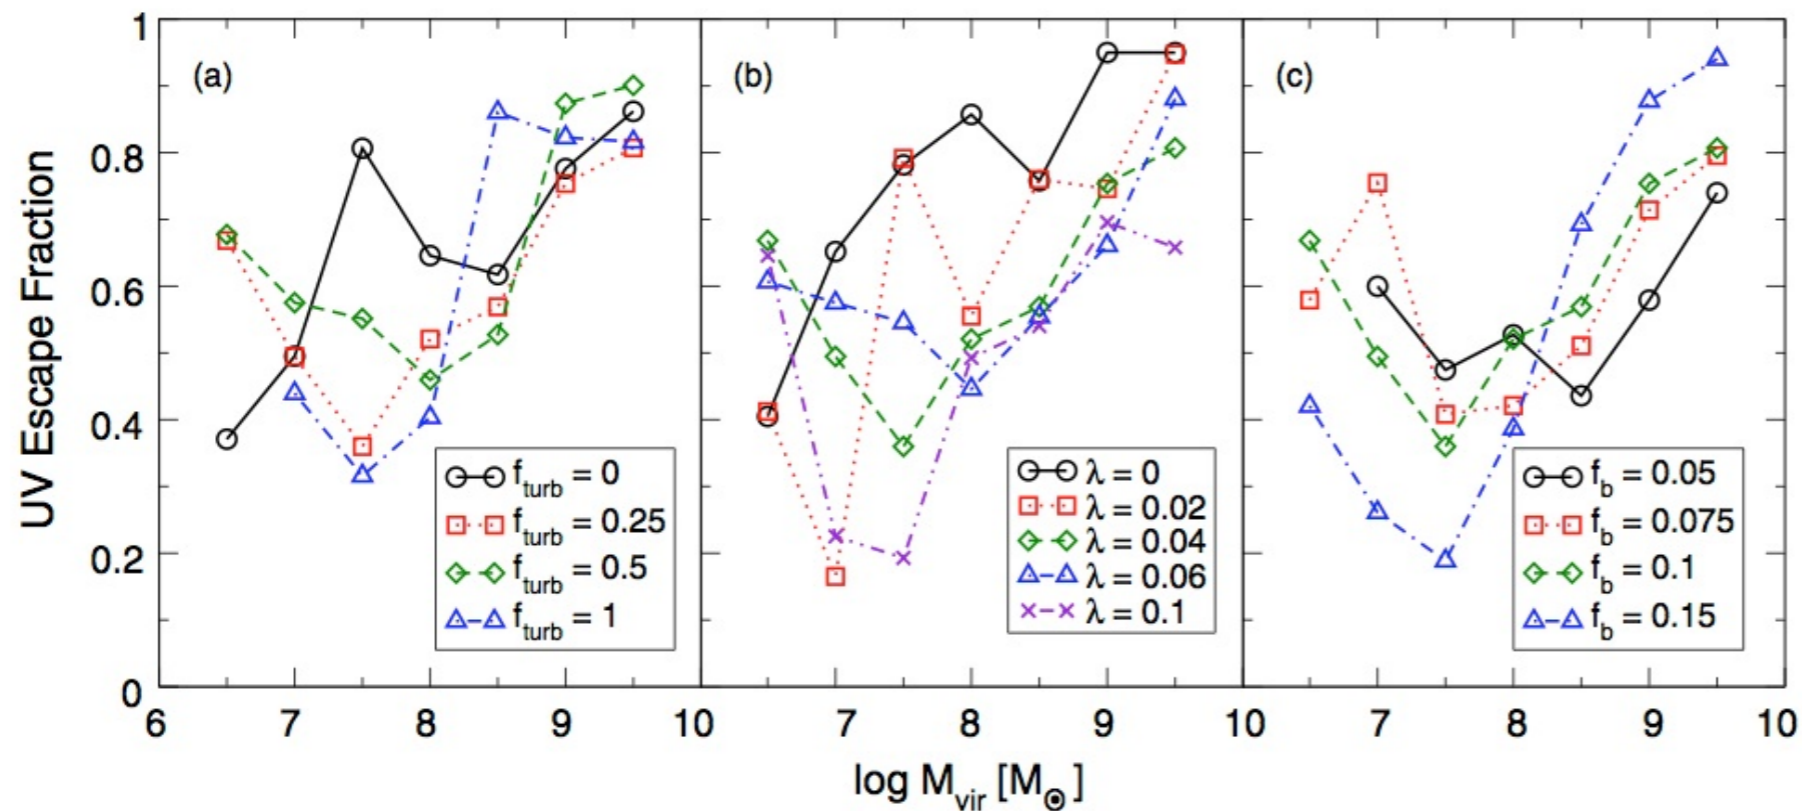 UV Escape Fraction
1
0.8
0.6
0.4
0.2
0
(a)
f_turb = 0
f_turb = 0.25
f_turb = 0.5
f_turb = 1
(b)
λ = 0
λ = 0.02
λ = 0.04
λ = 0.06
λ = 0.1
(c)
f_b = 0.05
f_b = 0.075
f_b = 0.1
f_b = 0.15
6 7 8 9 10 7 8 9 10 7 8 9 10
log M_vir [M_⊙]